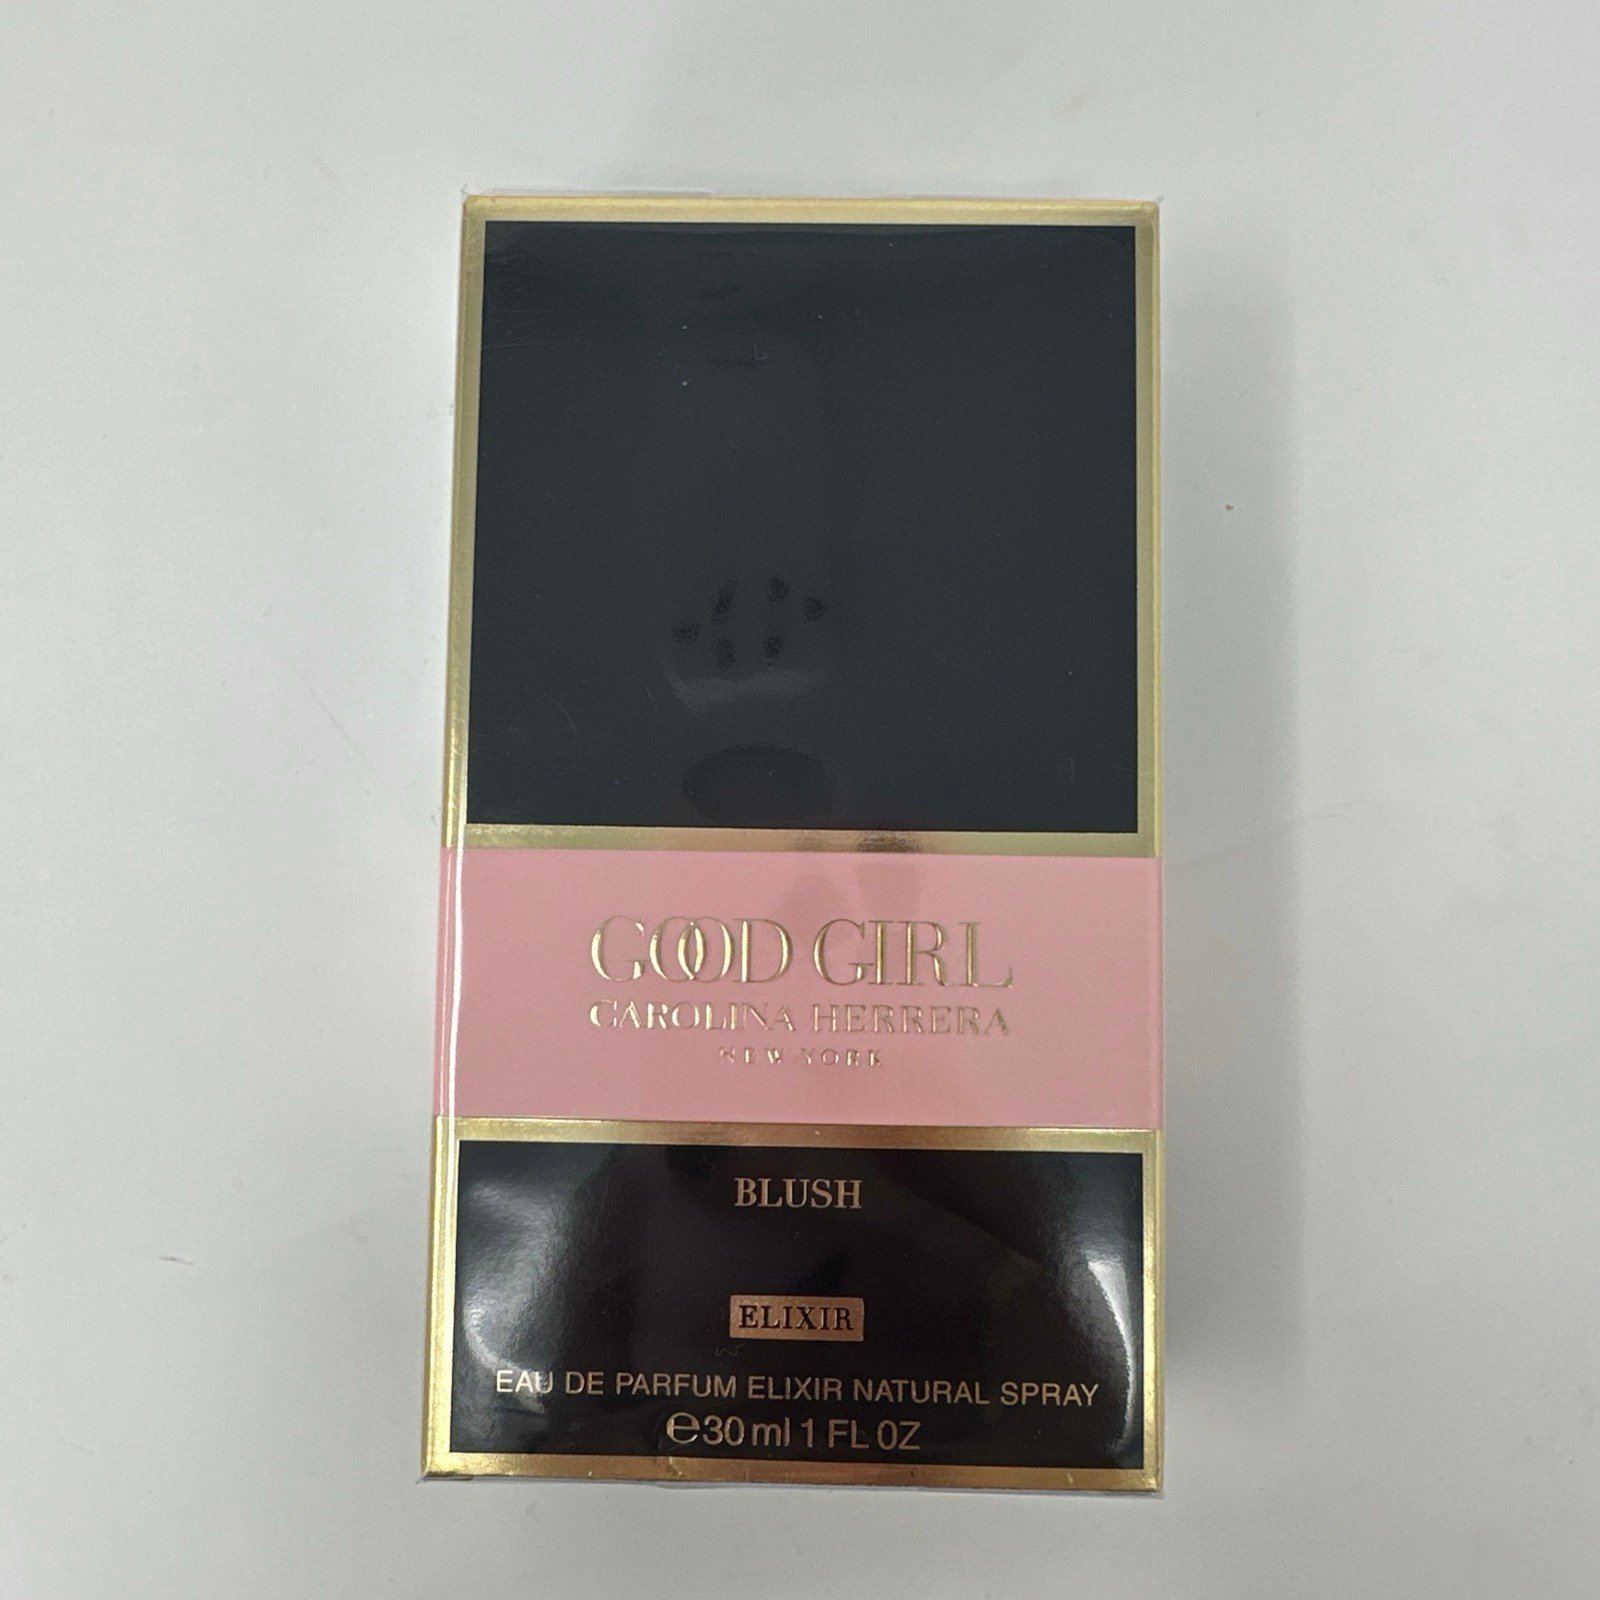 GOOD GIRL
CAROLINA HERRERA
NEW YORK
BLUSH
ELIXIR
EAU DE PARFUM ELIXIR NATURAL SPRAY
℮30 ml 1 FL OZ